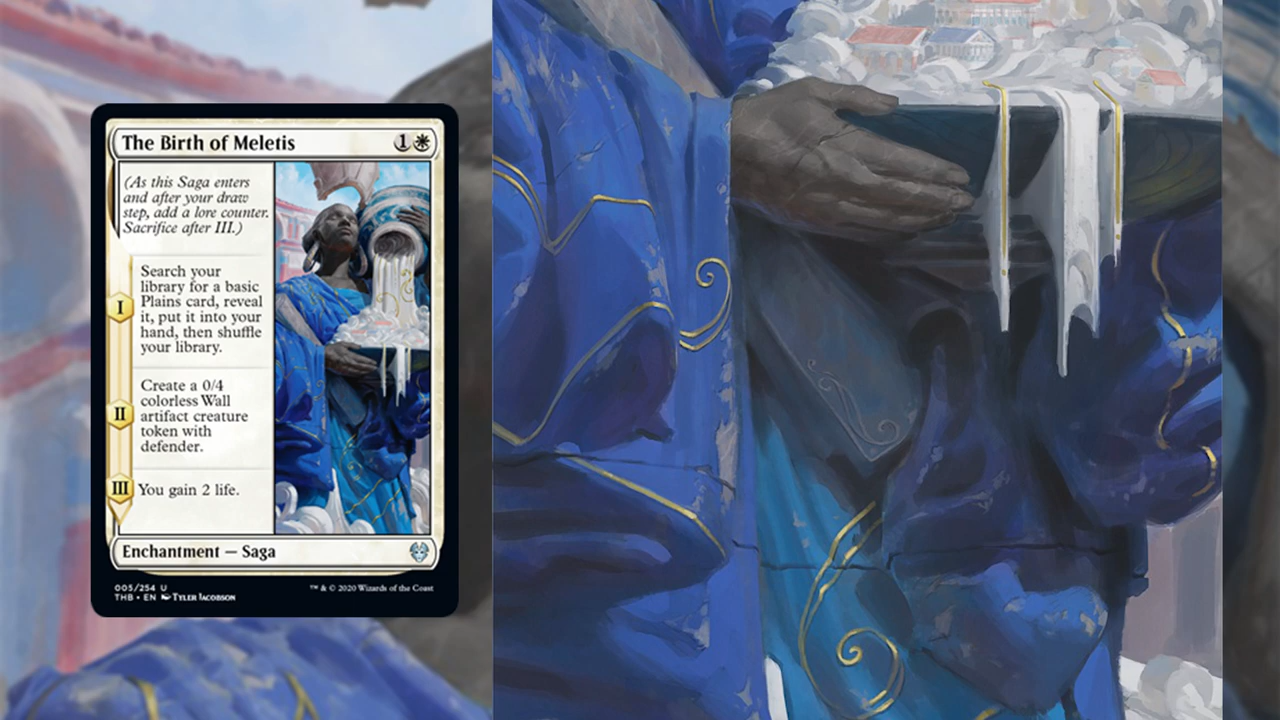 The Birth of Meletis 1
(As this Saga enters
and after your draw
step, add a lore counter.
Sacrifice after III.)
I
Search your
library for a basic
Plains card, reveal
it, put it into your
hand, then shuffle
your library.
II
Create a 0/4
colorless Wall
artifact creature
token with
defender.
III
You gain 2 life.
Enchantment — Saga
005/254 U
THB • EN Tyler Jacobson
™ & © 2020 Wizards of the Coast